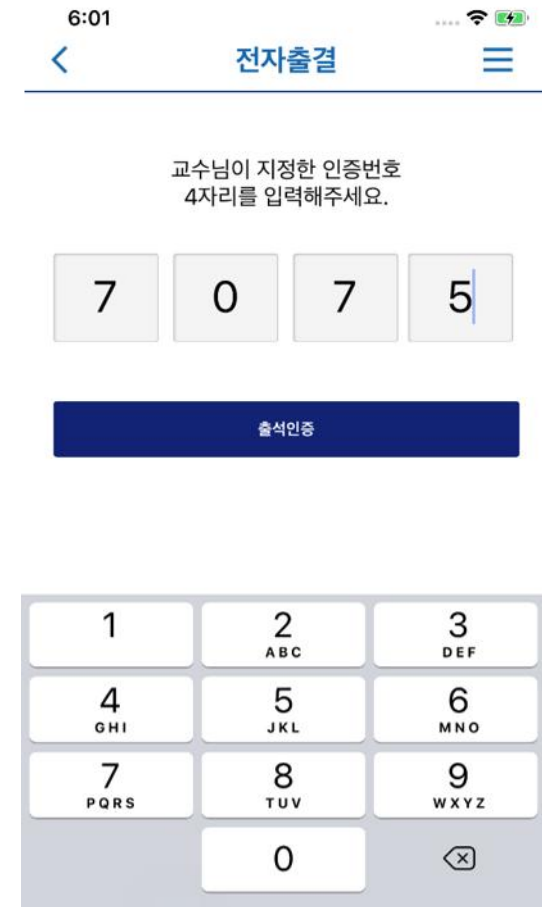 6:01
전자출결
교수님이 지정한 인증번호
4자리를 입력해주세요.
7 0 7 5
출석인증
1 2 3
ABC DEF
4 5 6
GHI JKL MNO
7 8 9
PQRS TUV WXYZ
0